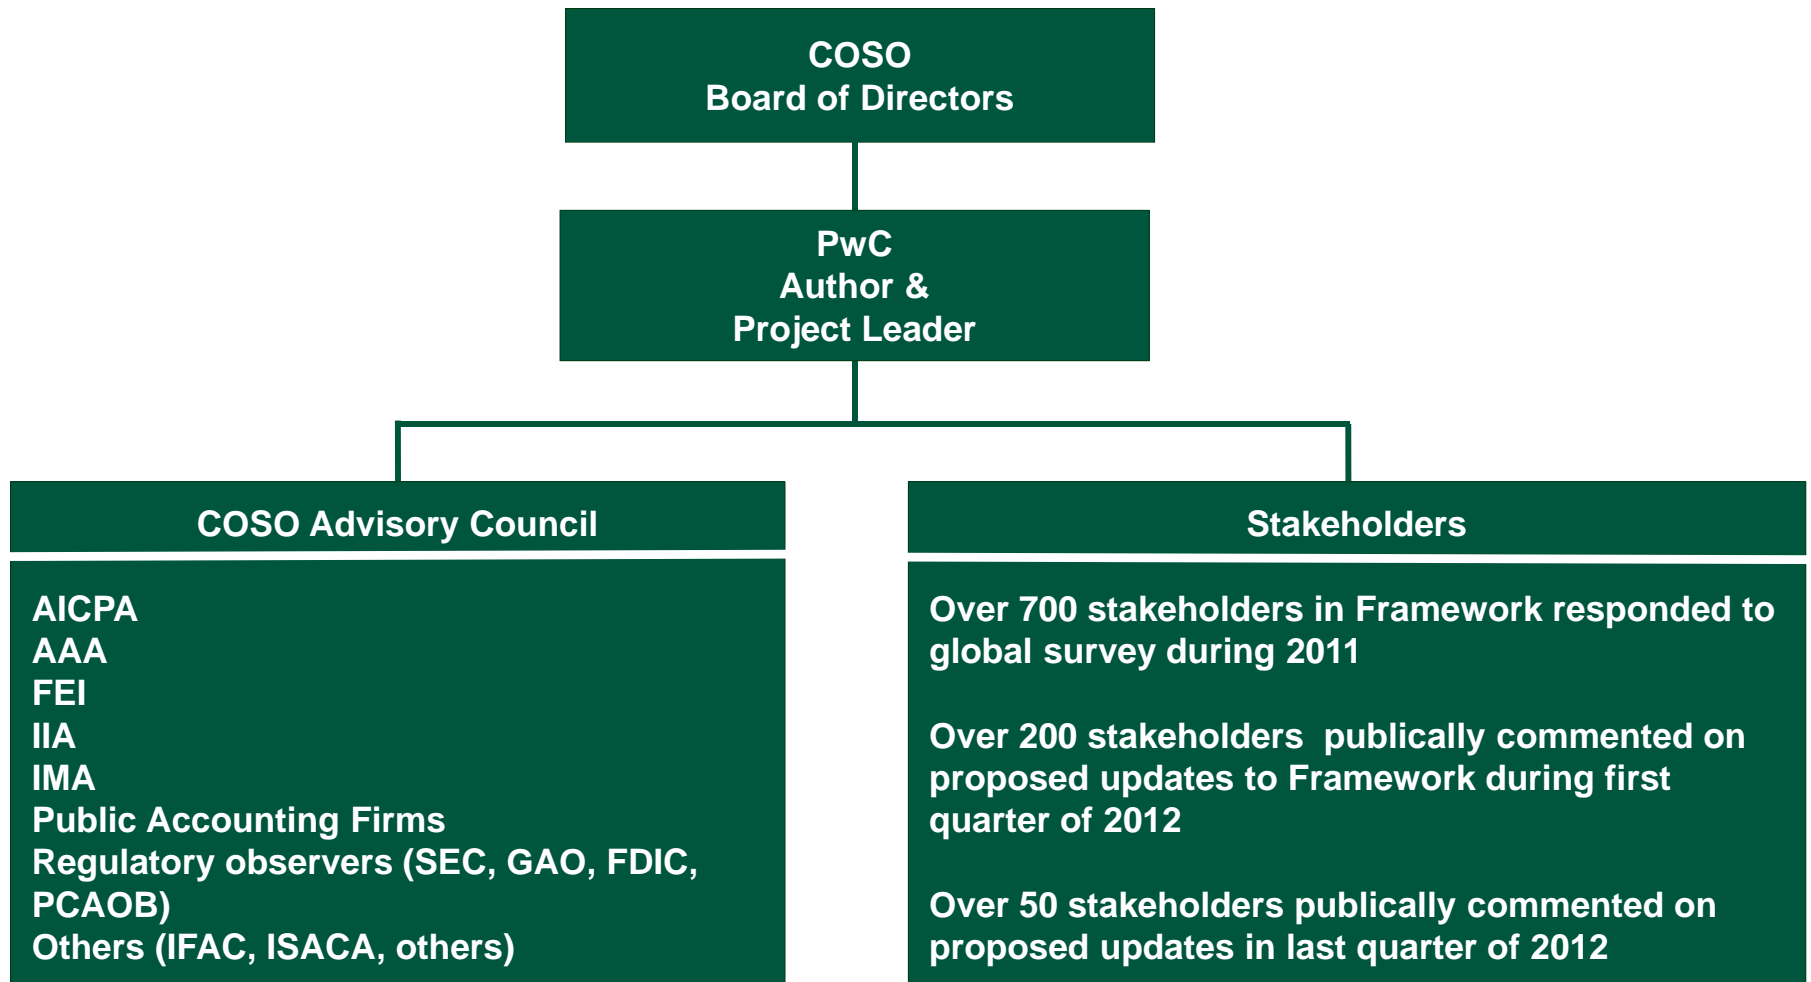 COSO
Board of Directors
PwC
Author &
Project Leader
COSO Advisory Council
AICPA
AAA
FEI
IIA
IMA
Public Accounting Firms
Regulatory observers (SEC, GAO, FDIC,
PCAOB)
Others (IFAC, ISACA, others)
Stakeholders
Over 700 stakeholders in Framework responded to
global survey during 2011
Over 200 stakeholders  publically commented on
proposed updates to Framework during first
quarter of 2012
Over 50 stakeholders publically commented on
proposed updates in last quarter of 2012